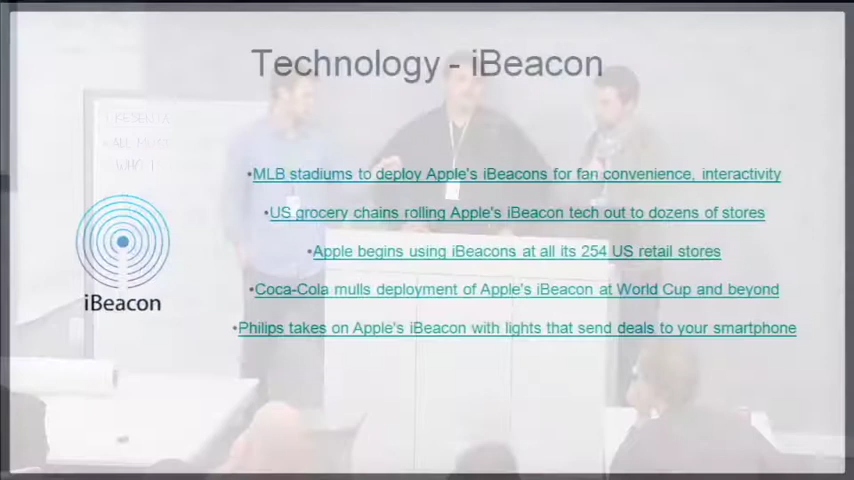 Technology - iBeacon
•MLB stadiums to deploy Apple's iBeacons for fan convenience, interactivity
•US grocery chains rolling Apple's iBeacon tech out to dozens of stores
•Apple begins using iBeacons at all its 254 US retail stores
•Coca-Cola mulls deployment of Apple's iBeacon at World Cup and beyond
•Philips takes on Apple's iBeacon with lights that send deals to your smartphone
iBeacon